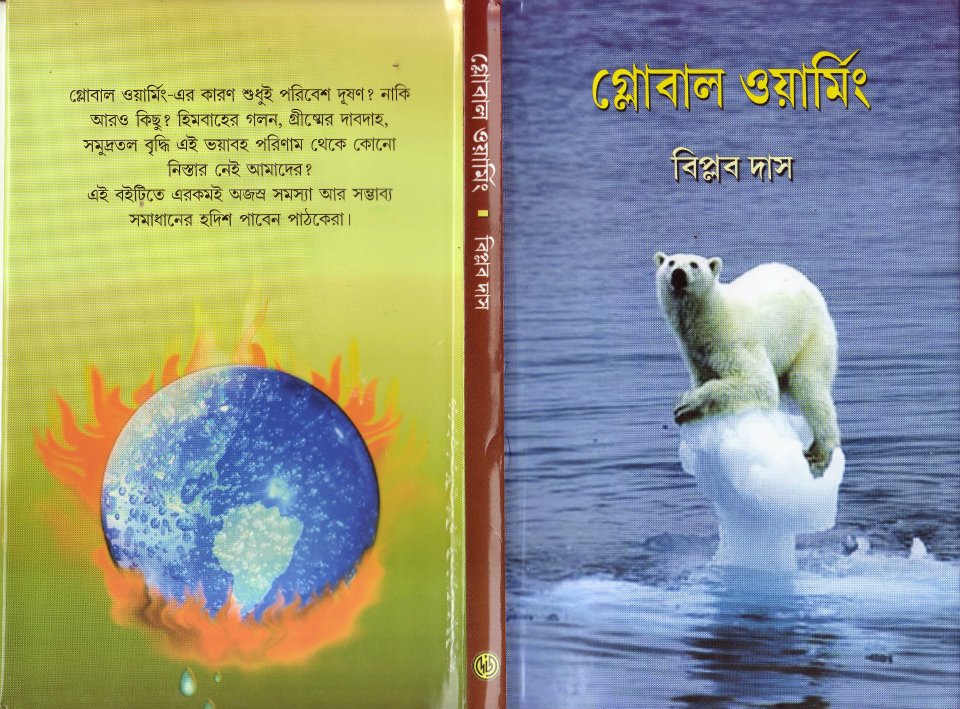 গ্লোবাল ওয়ার্মিং-এর কারণ শুধুই পরিবেশ দূষণ? নাকি
আরও কিছু? হিমবাহের গলন, গ্রীষ্মের দাবদাহ,
সমুদ্রতল বৃদ্ধি এই ভয়াবহ পরিণাম থেকে কোনো
নিস্তার নেই আমাদের?
এই বইটিতে এরকমই অজস্র সমস্যা আর সম্ভাব্য
সমাধানের হদিশ পাবেন পাঠকেরা।
গ্লোবাল ওয়ার্মিং ▮ বিপ্লব দাস
গ্লোবাল ওয়ার্মিং
বিপ্লব দাস